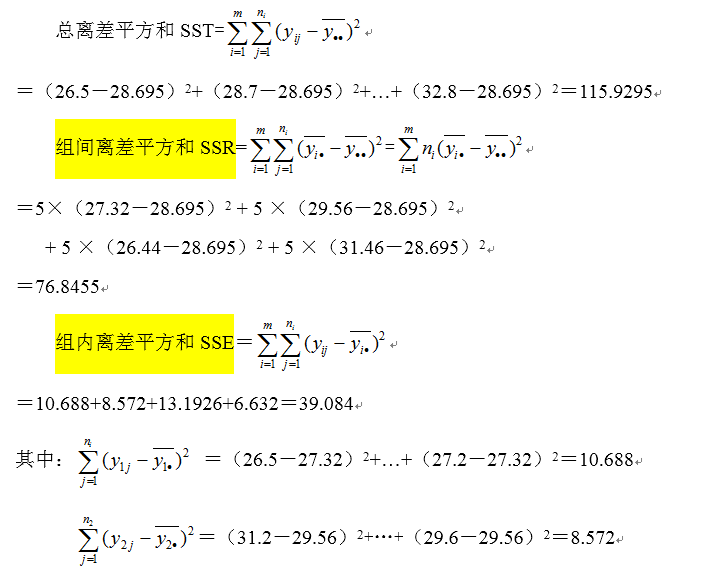 总离差平方和 SST=$\sum_{i=1}^{m}\sum_{j=1}^{n_i}(y_{ij}-\overline{y_{\bullet\bullet}})^2$↵
＝（26.5－28.695）²+（28.7－28.695）²+…+（32.8－28.695）²＝115.9295↵
组间离差平方和 SSR=$\sum_{i=1}^{m}\sum_{j=1}^{n_i}(\overline{y_{i\bullet}}-\overline{y_{\bullet\bullet}})^2$=$\sum_{i=1}^{m}n_i(\overline{y_{i\bullet}}-\overline{y_{\bullet\bullet}})^2$↵
＝5×（27.32－28.695）² + 5 ×（29.56－28.695）²↵
+ 5 ×（26.44－28.695）² + 5 ×（31.46－28.695）²↵
＝76.8455↵
组内离差平方和 SSE＝$\sum_{i=1}^{m}\sum_{j=1}^{n_i}(y_{ij}-\overline{y_{i\bullet}})^2$↵
＝10.688+8.572+13.1926+6.632＝39.084↵
其中：$\sum_{j=1}^{n_1}(y_{1j}-\overline{y_{1\bullet}})^2$ ＝（26.5－27.32）²+…+（27.2－27.32）²＝10.688↵
$\sum_{j=1}^{n_2}(y_{2j}-\overline{y_{2\bullet}})^2$＝（31.2－29.56）²+…+（29.6－29.56）²=8.572↵